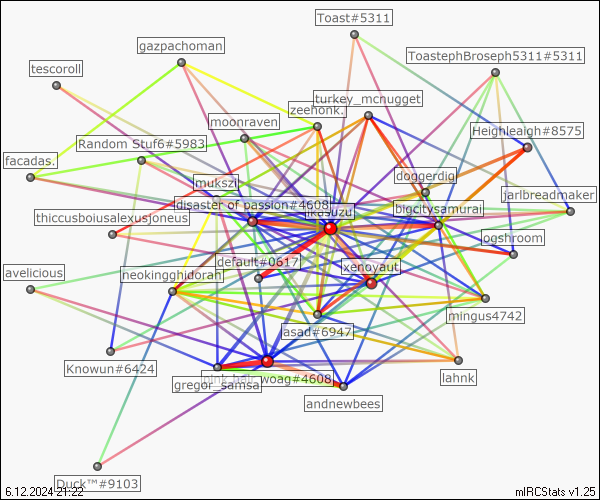 Toast#5311
gazpachoman
ToastephBroseph5311#5311
tescoroll
turkey_mcnugget
zeehonk.
moonraven
Heighleaigh#8575
Random Stuf6#5983
facadas.
doggerdig
mukszi
jarlbreadmaker
disaster of passion#4608
bigcitysamurai
thiccusboiusalexusjoneus
ogshroom
default#0617
xenoyaut
avelicious
neokingghidorah
mingus4742
asad#6947
Knowun#6424
lahnk
woag#4608
gregor_samsa
andnewbees
Duck™#9103
6.12.2024 21:22
mIRCStats v1.25